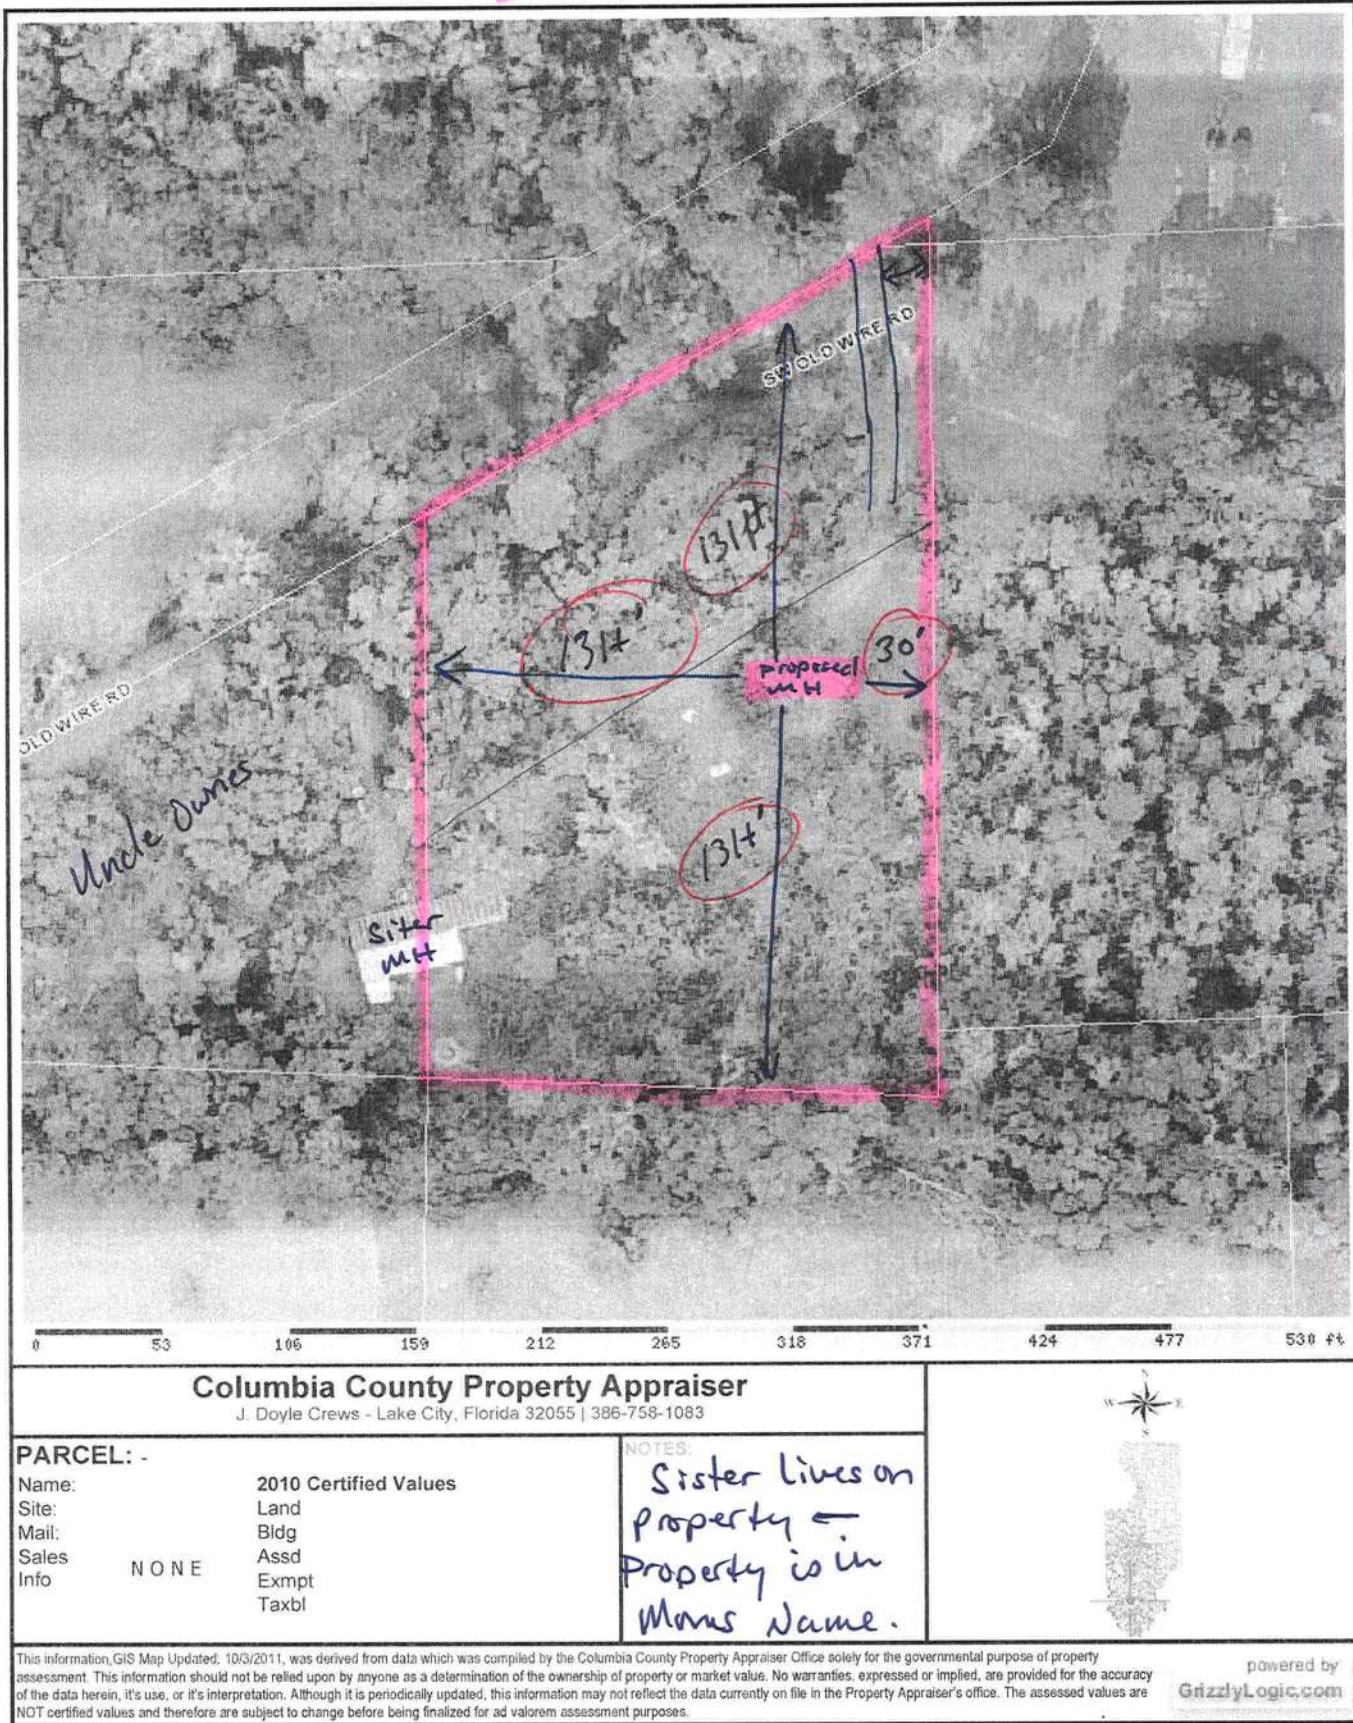 SW OLD WIRE RD
131ft
131t'
30'
proposed
MH
OLD WIRE RD
Uncle Ownes
131t'
Siter
MH
0 53 106 159 212 265 318 371 424 477 530 ft
Columbia County Property Appraiser
J. Doyle Crews - Lake City, Florida 32055 | 386-758-1083
PARCEL: -
Name:
Site:
Mail:
Sales
Info
NONE
2010 Certified Values
Land
Bldg
Assd
Exmpt
Taxbl
NOTES:
Sister Lives on
property ←
Property is in
Moms Name.
N
W E
S
This information, GIS Map Updated: 10/3/2011, was derived from data which was compiled by the Columbia County Property Appraiser Office solely for the governmental purpose of property
assessment. This information should not be relied upon by anyone as a determination of the ownership of property or market value. No warranties, expressed or implied, are provided for the accuracy
of the data herein, it's use, or it's interpretation. Although it is periodically updated, this information may not reflect the data currently on file in the Property Appraiser's office. The assessed values are
NOT certified values and therefore are subject to change before being finalized for ad valorem assessment purposes.
powered by
GrizzlyLogic.com